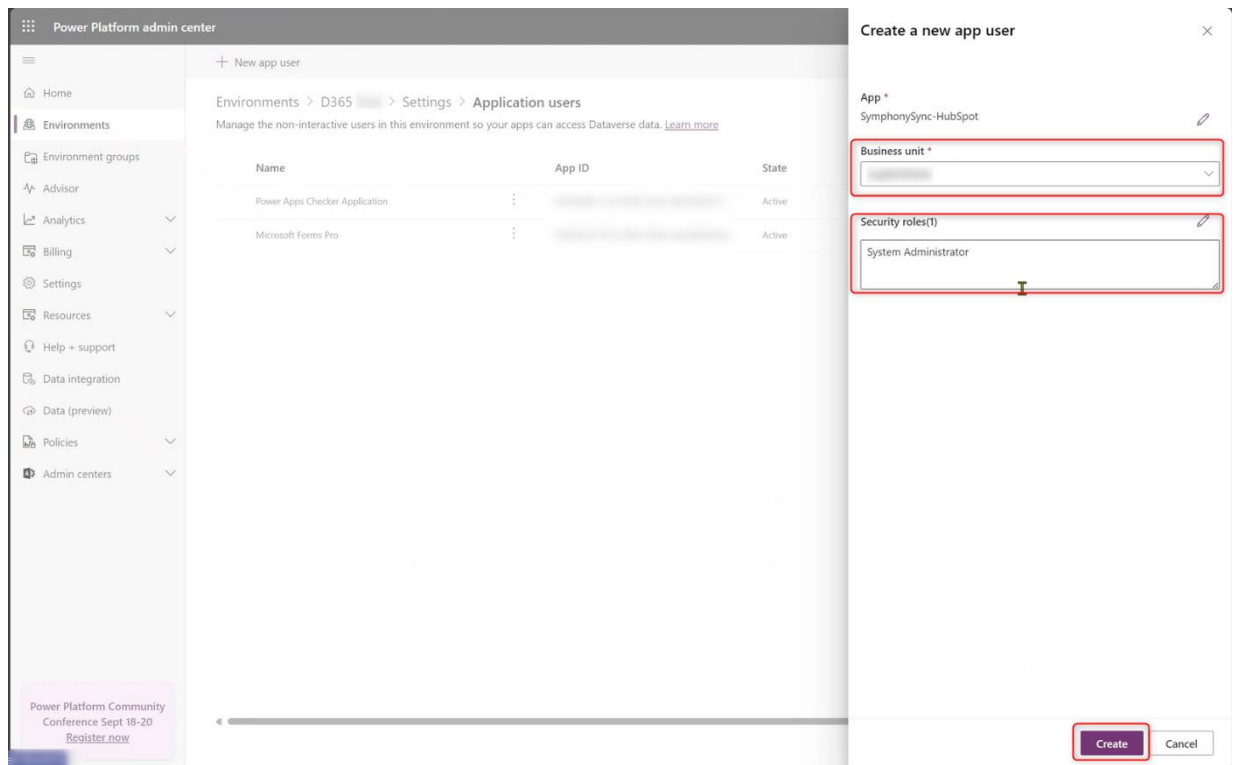 Power Platform admin center
Home
Environments
Environment groups
Advisor
Analytics
Billing
Settings
Resources
Help + support
Data integration
Data (preview)
Policies
Admin centers
Power Platform Community
Conference Sept 18-20
Register now
New app user
Environments > D365 > Settings > Application users
Manage the non-interactive users in this environment so your apps can access Dataverse data. Learn more
Name App ID State
Power Apps Checker Application Active
Microsoft Forms Pro Active
Create a new app user
App *
SymphonySync-HubSpot
Business unit *
Security roles(1)
System Administrator
Create Cancel